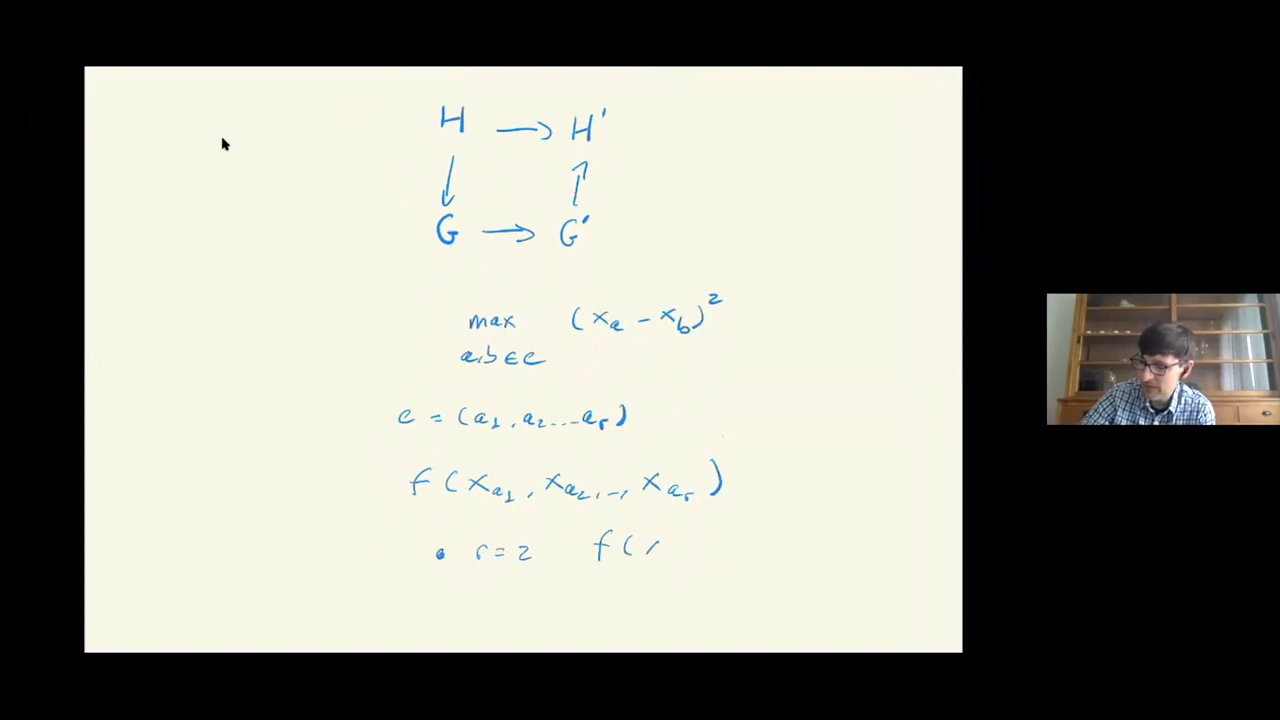 H → H'
↓ ↑
G → G'
max (x_a - x_b)^2
a,b ∈ e
e = (a_1, a_2 ... a_r)
f(x_{a_1}, x_{a_2}, .., x_{a_r})
• r = 2 f(